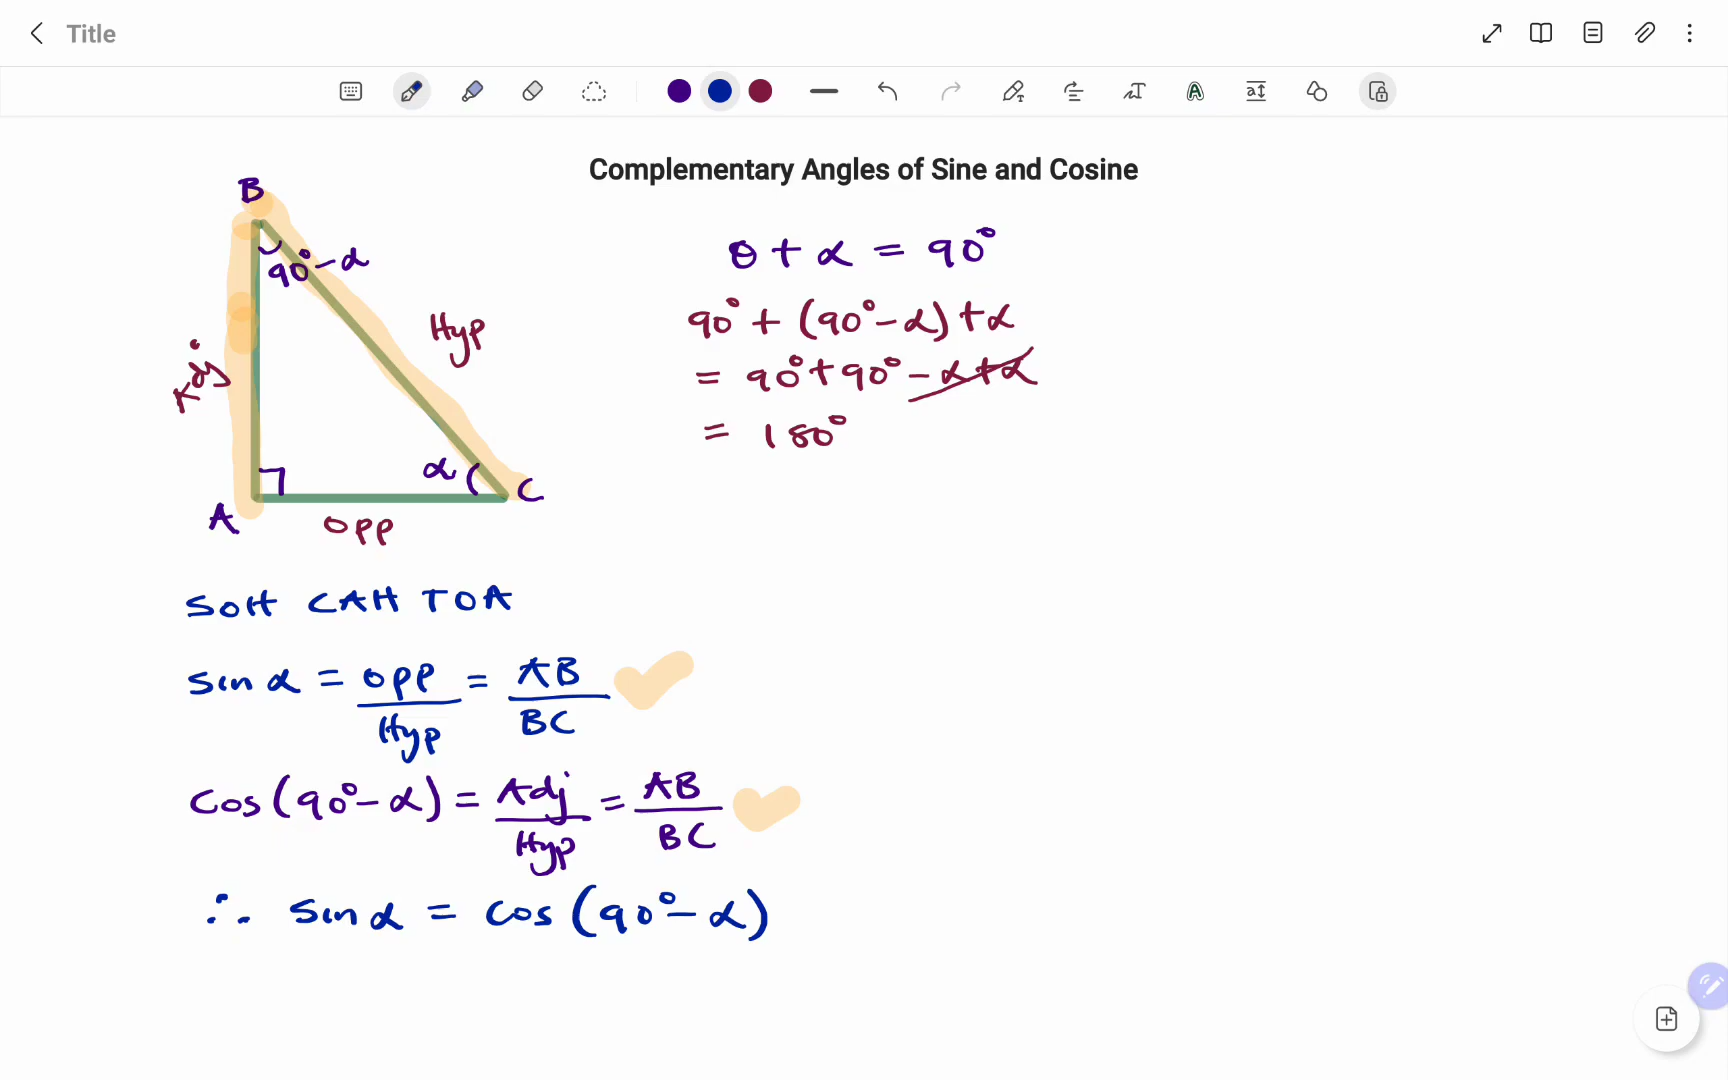 Title
Complementary Angles of Sine and Cosine
B
90° - α
Hyp
Adj
α
C
A
opp
θ + α = 90°
90° + (90° - α) + α
= 90° + 90° - α + α
= 180°
SOH CAH TOA
sin α = opp/Hyp = AB/BC
cos (90° - α) = Adj/Hyp = AB/BC
∴ sin α = cos (90° - α)